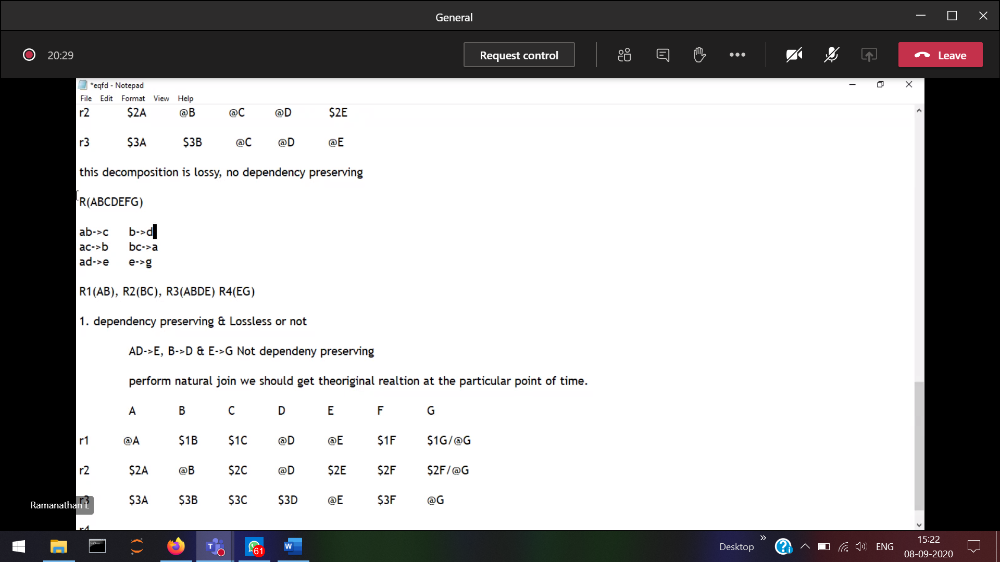 General
20:29
Request control
Leave
*eqfd - Notepad
File Edit Format View Help
r2 $2A @B @C @D $2E
r3 $3A $3B @C @D @E
this decomposition is lossy, no dependency preserving
R(ABCDEFG)
ab->c b->d
ac->b bc->a
ad->e e->g
R1(AB), R2(BC), R3(ABDE) R4(EG)
1. dependency preserving & Lossless or not
AD->E, B->D & E->G Not dependeny preserving
perform natural join we should get theoriginal realtion at the particular point of time.
A B C D E F G
r1 @A $1B $1C @D @E $1F $1G/@G
r2 $2A @B $2C @D $2E $2F $2F/@G
r3 $3A $3B $3C $3D @E $3F @G
Ramanathan L
r4
61
Desktop
ENG
15:22
08-09-2020